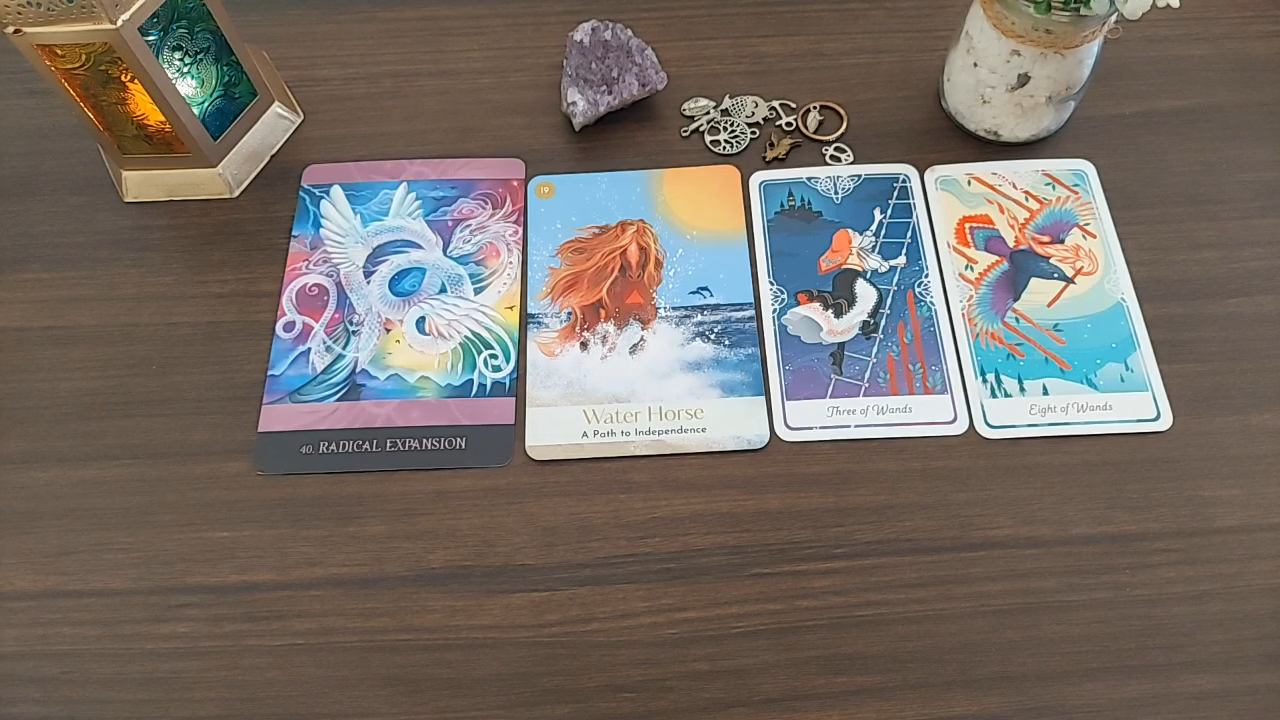 40. RADICAL EXPANSION
19
Water Horse
A Path to Independence
Three of Wands
Eight of Wands